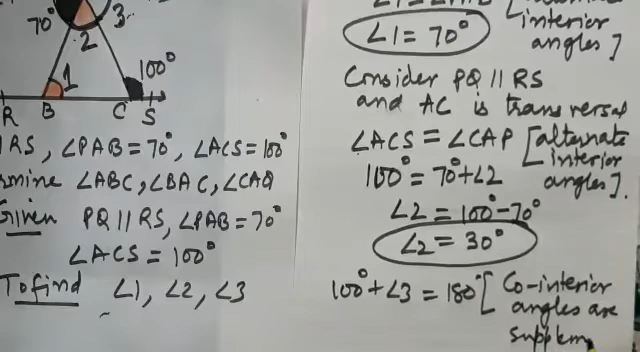 70°
3
2
1
100°
R B C S
RS, ∠PAB = 70°, ∠ACS = 100°
rmine ∠ABC, ∠BAC, ∠CAQ
Given PQ || RS, ∠PAB = 70°
∠ACS = 100°
To find ∠1, ∠2, ∠3
interior
∠1 = 70° angles]
Consider PQ || RS
and AC is transversal
∠ACS = ∠CAP [alternate
interior
100° = 70° + ∠2 angles].
∠2 = 100° - 70°
∠2 = 30°
100° + ∠3 = 180° [Co-interior
angles are
supplem